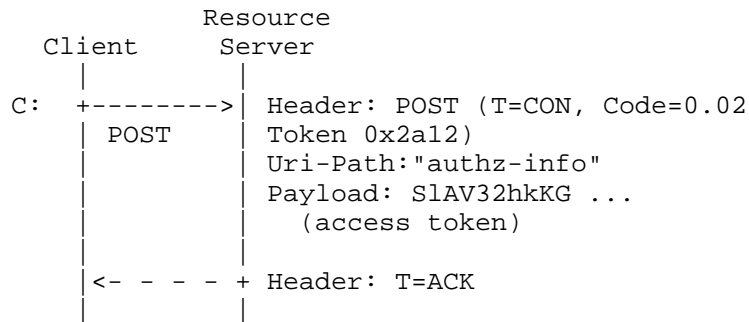 Resource
Client Server
C: Header: POST (T=CON, Code=0.02
POST Token 0x2a12)
Uri-Path:"authz-info"
Payload: SlAV32hkKG ...
(access token)
Header: T=ACK